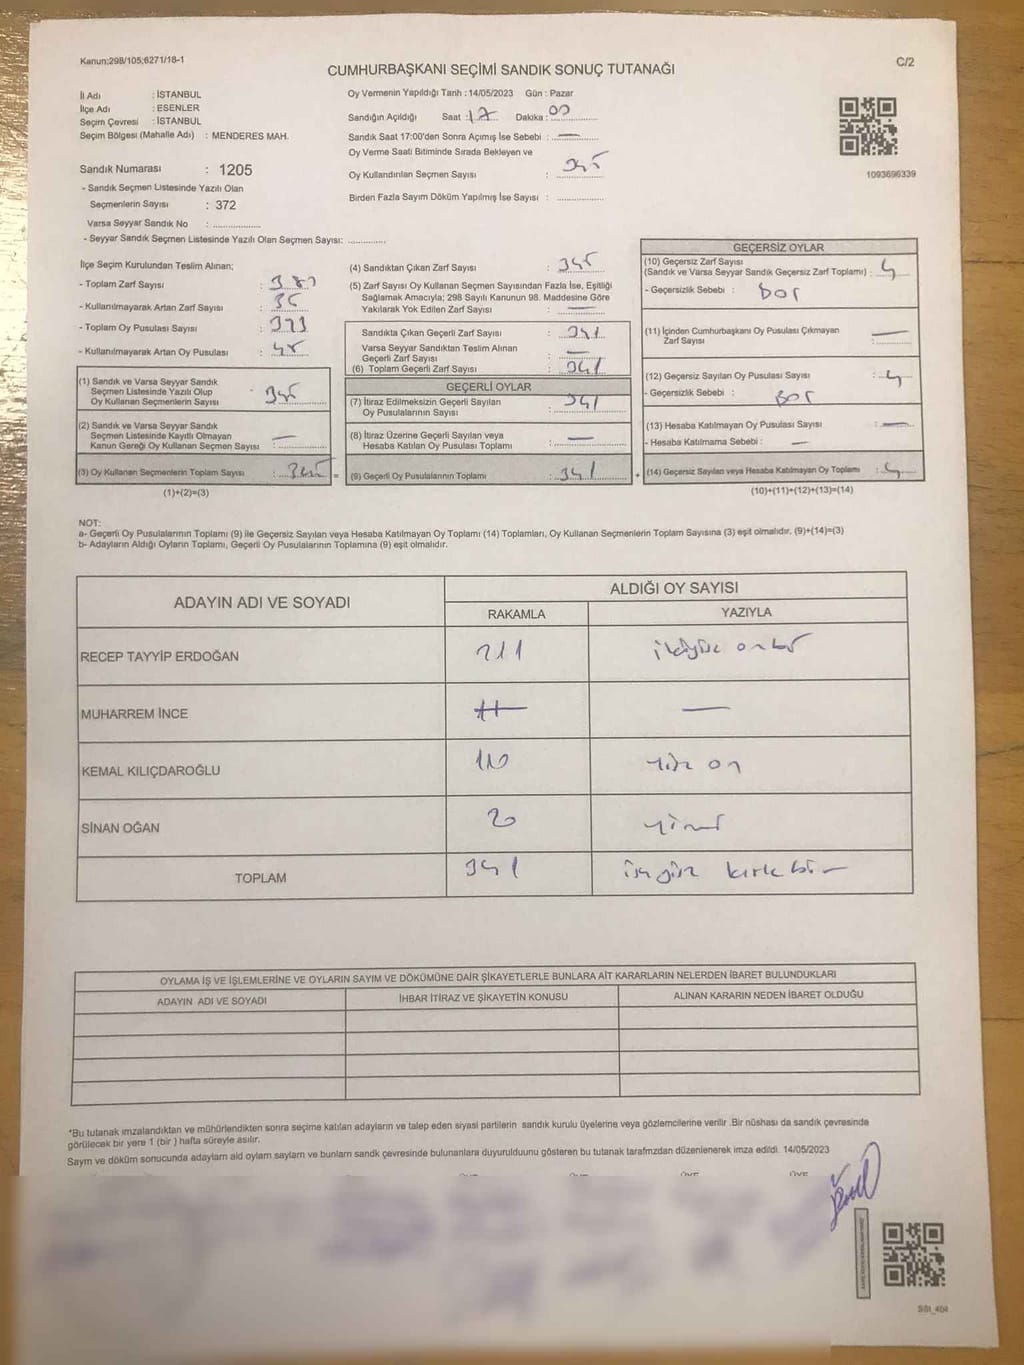 Kanun;298/105;6271/18-1
C/2
CUMHURBAŞKANI SEÇİMİ SANDIK SONUÇ TUTANAĞI
İl Adı : İSTANBUL
İlçe Adı : ESENLER
Seçim Çevresi : İSTANBUL
Seçim Bölgesi (Mahalle Adı) : MENDERES MAH.
Sandık Numarası : 1205
- Sandık Seçmen Listesinde Yazılı Olan
Seçmenlerin Sayısı : 372
Varsa Seyyar Sandık No :
- Seyyar Sandık Seçmen Listesinde Yazılı Olan Seçmen Sayısı:
Oy Vermenin Yapıldığı Tarih : 14/05/2023 Gün : Pazar
Sandığın Açıldığı Saat : 17 Dakika : 00
Sandık Saat 17:00'den Sonra Açımış İse Sebebi : —
Oy Verme Saati Bitiminde Sırada Bekleyen ve
Oy Kullandırılan Seçmen Sayısı : 345
Birden Fazla Sayım Döküm Yapılmış İse Sayısı :
1093696339
İlçe Seçim Kurulundan Teslim Alınan;
- Toplam Zarf Sayısı :
- Kullanılmayarak Artan Zarf Sayısı :
- Toplam Oy Pusulası Sayısı :
- Kullanılmayarak Artan Oy Pusulası : 45
(1) Sandık ve Varsa Seyyar Sandık
Seçmen Listesinde Yazılı Olup
Oy Kullanan Seçmenlerin Sayısı : 345
(2) Sandık ve Varsa Seyyar Sandık
Seçmen Listesinde Kayıtlı Olmayan
Kanun Gereği Oy Kullanan Seçmen Sayısı : —
(3) Oy Kullanan Seçmenlerin Toplam Sayısı : 345
(1)+(2)=(3)
(4) Sandıktan Çıkan Zarf Sayısı : 345
(5) Zarf Sayısı Oy Kullanan Seçmen Sayısından Fazla İse, Eşitliği
Sağlamak Amacıyla; 298 Sayılı Kanunun 98. Maddesine Göre
Yakılarak Yok Edilen Zarf Sayısı : —
Sandıkta Çıkan Geçerli Zarf Sayısı : 341
Varsa Seyyar Sandıktan Teslim Alınan
Geçerli Zarf Sayısı : —
(6) Toplam Geçerli Zarf Sayısı : 341
GEÇERLİ OYLAR
(7) İtiraz Edilmeksizin Geçerli Sayılan
Oy Pusulalarının Sayısı : 341
(8) İtiraz Üzerine Geçerli Sayılan veya
Hesaba Katılan Oy Pusulası Toplamı : —
= (9) Geçerli Oy Pusulalarının Toplamı : 341
GEÇERSİZ OYLAR
(10) Geçersiz Zarf Sayısı
(Sandık ve Varsa Seyyar Sandık Geçersiz Zarf Toplamı) : 4
- Geçersizlik Sebebi : BOŞ
(11) İçinden Cumhurbaşkanı Oy Pusulası Çıkmayan
Zarf Sayısı : —
(12) Geçersiz Sayılan Oy Pusulası Sayısı : 4
- Geçersizlik Sebebi : BOŞ
(13) Hesaba Katılmayan Oy Pusulası Sayısı : —
- Hesaba Katılmama Sebebi : —
+ (14) Geçersiz Sayılan veya Hesaba Katılmayan Oy Toplamı : 4
(10)+(11)+(12)+(13)=(14)
NOT:
a- Geçerli Oy Pusulalarının Toplamı (9) ile Geçersiz Sayılan veya Hesaba Katılmayan Oy Toplamı (14) Toplamları, Oy Kullanan Seçmenlerin Toplam Sayısına (3) eşit olmalıdır. (9)+(14)=(3)
b- Adayların Aldığı Oyların Toplamı, Geçerli Oy Pusulalarının Toplamına (9) eşit olmalıdır.
ADAYIN ADI VE SOYADI
ALDIĞI OY SAYISI
RAKAMLA YAZIYLA
RECEP TAYYİP ERDOĞAN 211 ikiyüz onbir
MUHARREM İNCE — —
KEMAL KILIÇDAROĞLU 110 yüz on
SİNAN OĞAN 20 yirmi
TOPLAM 341 üçyüz kırkbir
OYLAMA İŞ VE İŞLEMLERİNE VE OYLARIN SAYIM VE DÖKÜMÜNE DAİR ŞİKAYETLERLE BUNLARA AİT KARARLARIN NELERDEN İBARET BULUNDUKLARI
ADAYIN ADI VE SOYADI İHBAR İTİRAZ VE ŞİKAYETİN KONUSU ALINAN KARARIN NEDEN İBARET OLDUĞU
*Bu tutanak imzalandıktan ve mühürlendikten sonra seçime katılan adayların ve talep eden siyasi partilerin sandık kurulu üyelerine veya gözlemcilerine verilir .Bir nüshası da sandık çevresinde
görülecek bir yere 1 (bir ) hafta süreyle asılır.
Saym ve döküm sonucunda adaylarn ald oylarn saylarn ve bunlarn sandk çevresinde bulunanlara duyurulduunu gösteren bu tutanak tarafmzdan düzenlenerek imza edildi. 14/05/2023